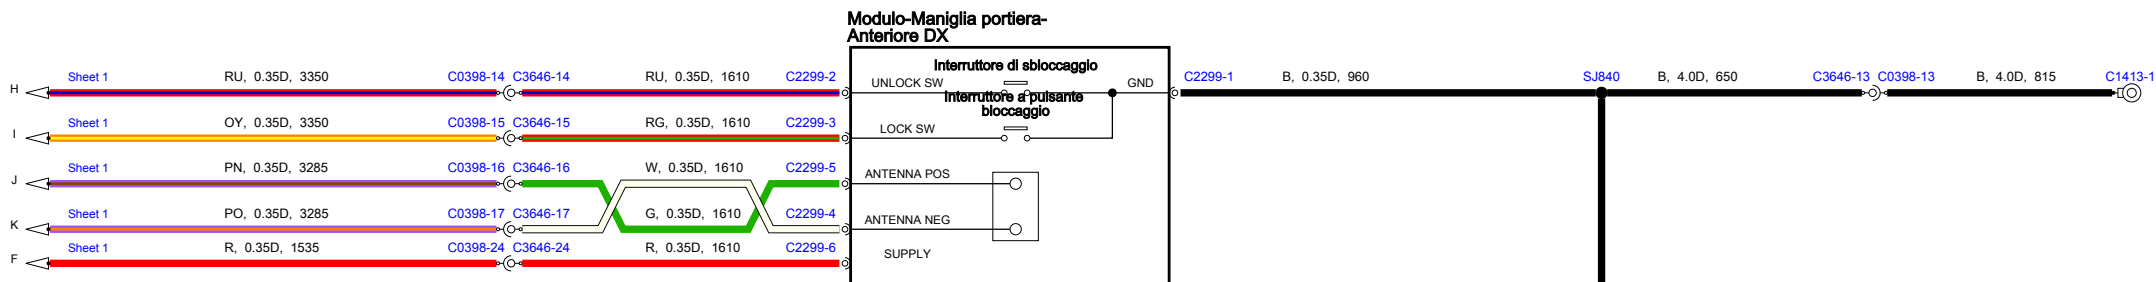 Modulo-Maniglia portiera-
Anteriore DX
H Sheet 1 RU, 0.35D, 3350 C0398-14 C3646-14 RU, 0.35D, 1610 C2299-2 UNLOCK SW Interruttore di sbloccaggio GND C2299-1 B, 0.35D, 960 SJ840 B, 4.0D, 650 C3646-13 C0398-13 B, 4.0D, 815 C1413-1
Interruttore a pulsante
bloccaggio
I Sheet 1 OY, 0.35D, 3350 C0398-15 C3646-15 RG, 0.35D, 1610 C2299-3 LOCK SW
J Sheet 1 PN, 0.35D, 3285 C0398-16 C3646-16 W, 0.35D, 1610 C2299-5 ANTENNA POS
K Sheet 1 PO, 0.35D, 3285 C0398-17 C3646-17 G, 0.35D, 1610 C2299-4 ANTENNA NEG
F Sheet 1 R, 0.35D, 1535 C0398-24 C3646-24 R, 0.35D, 1610 C2299-6 SUPPLY